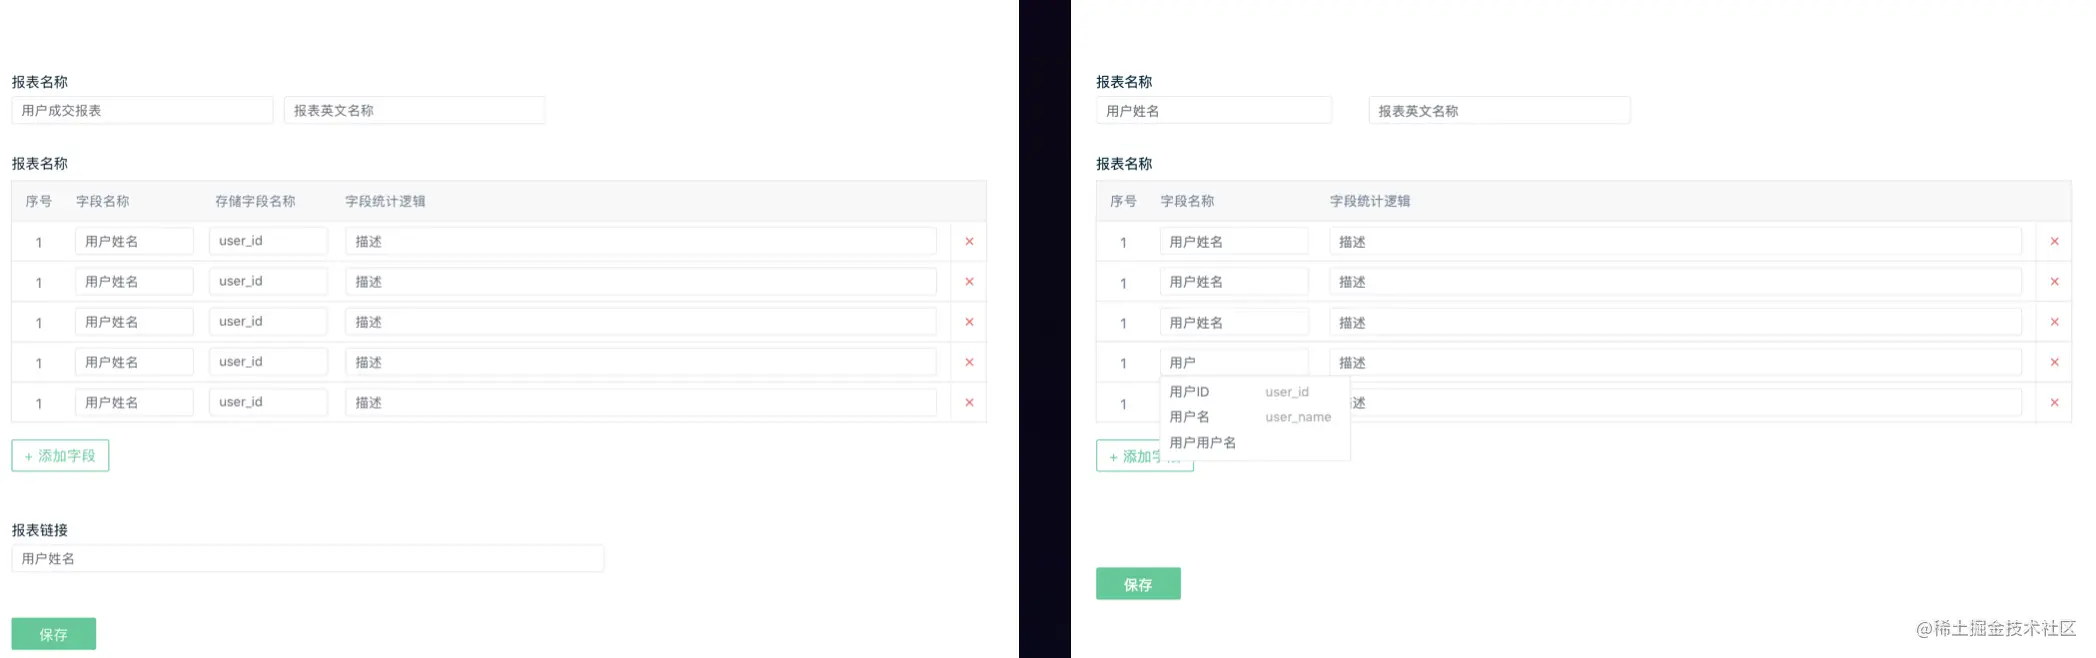 报表名称
用户成交报表 报表英文名称
报表名称
序号 字段名称 存储字段名称 字段统计逻辑
1 用户姓名 user_id 描述 ×
1 用户姓名 user_id 描述 ×
1 用户姓名 user_id 描述 ×
1 用户姓名 user_id 描述 ×
1 用户姓名 user_id 描述 ×
+ 添加字段
报表链接
用户姓名
保存
报表名称
用户姓名 报表英文名称
报表名称
序号 字段名称 字段统计逻辑
1 用户姓名 描述 ×
1 用户姓名 描述 ×
1 用户姓名 描述 ×
1 用户 描述 ×
1 述 ×
用户ID user_id
用户名 user_name
用户用户名
+ 添加
保存
@稀土掘金技术社区